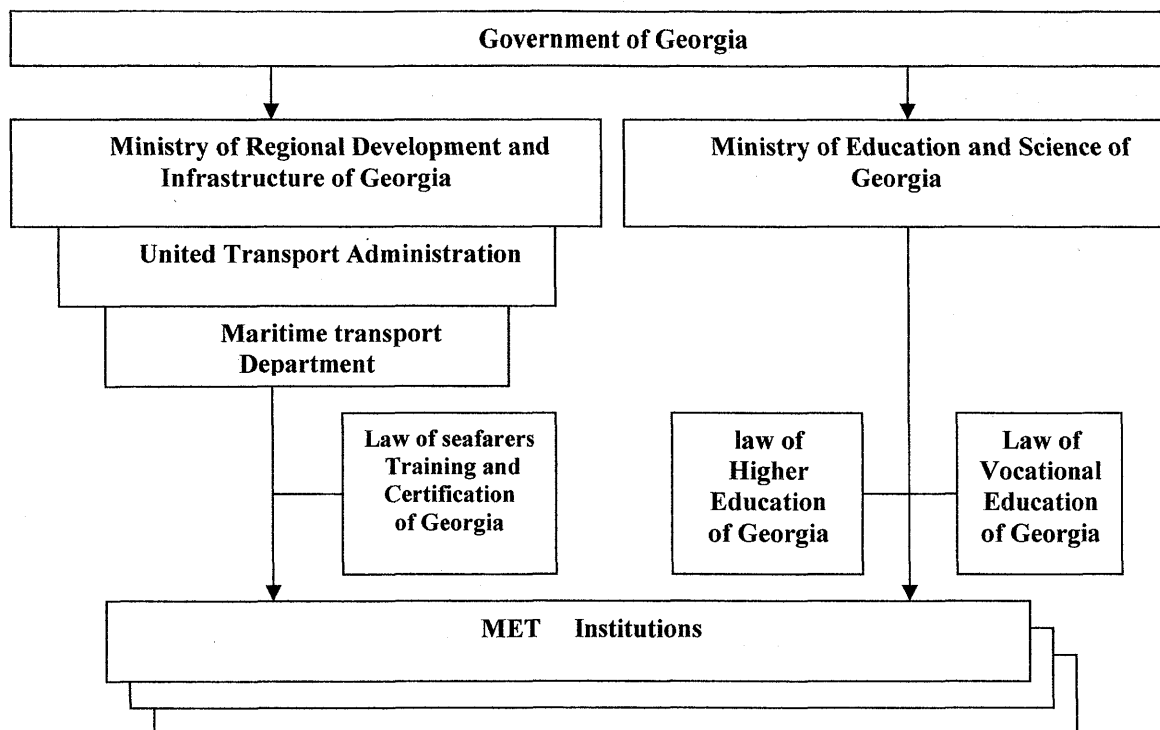 Government of Georgia
Ministry of Regional Development and
Infrastructure of Georgia
Ministry of Education and Science of
Georgia
United Transport Administration
Maritime transport
Department
Law of seafarers
Training and
Certification
of Georgia
law of
Higher
Education
of Georgia
Law of
Vocational
Education
of Georgia
MET Institutions